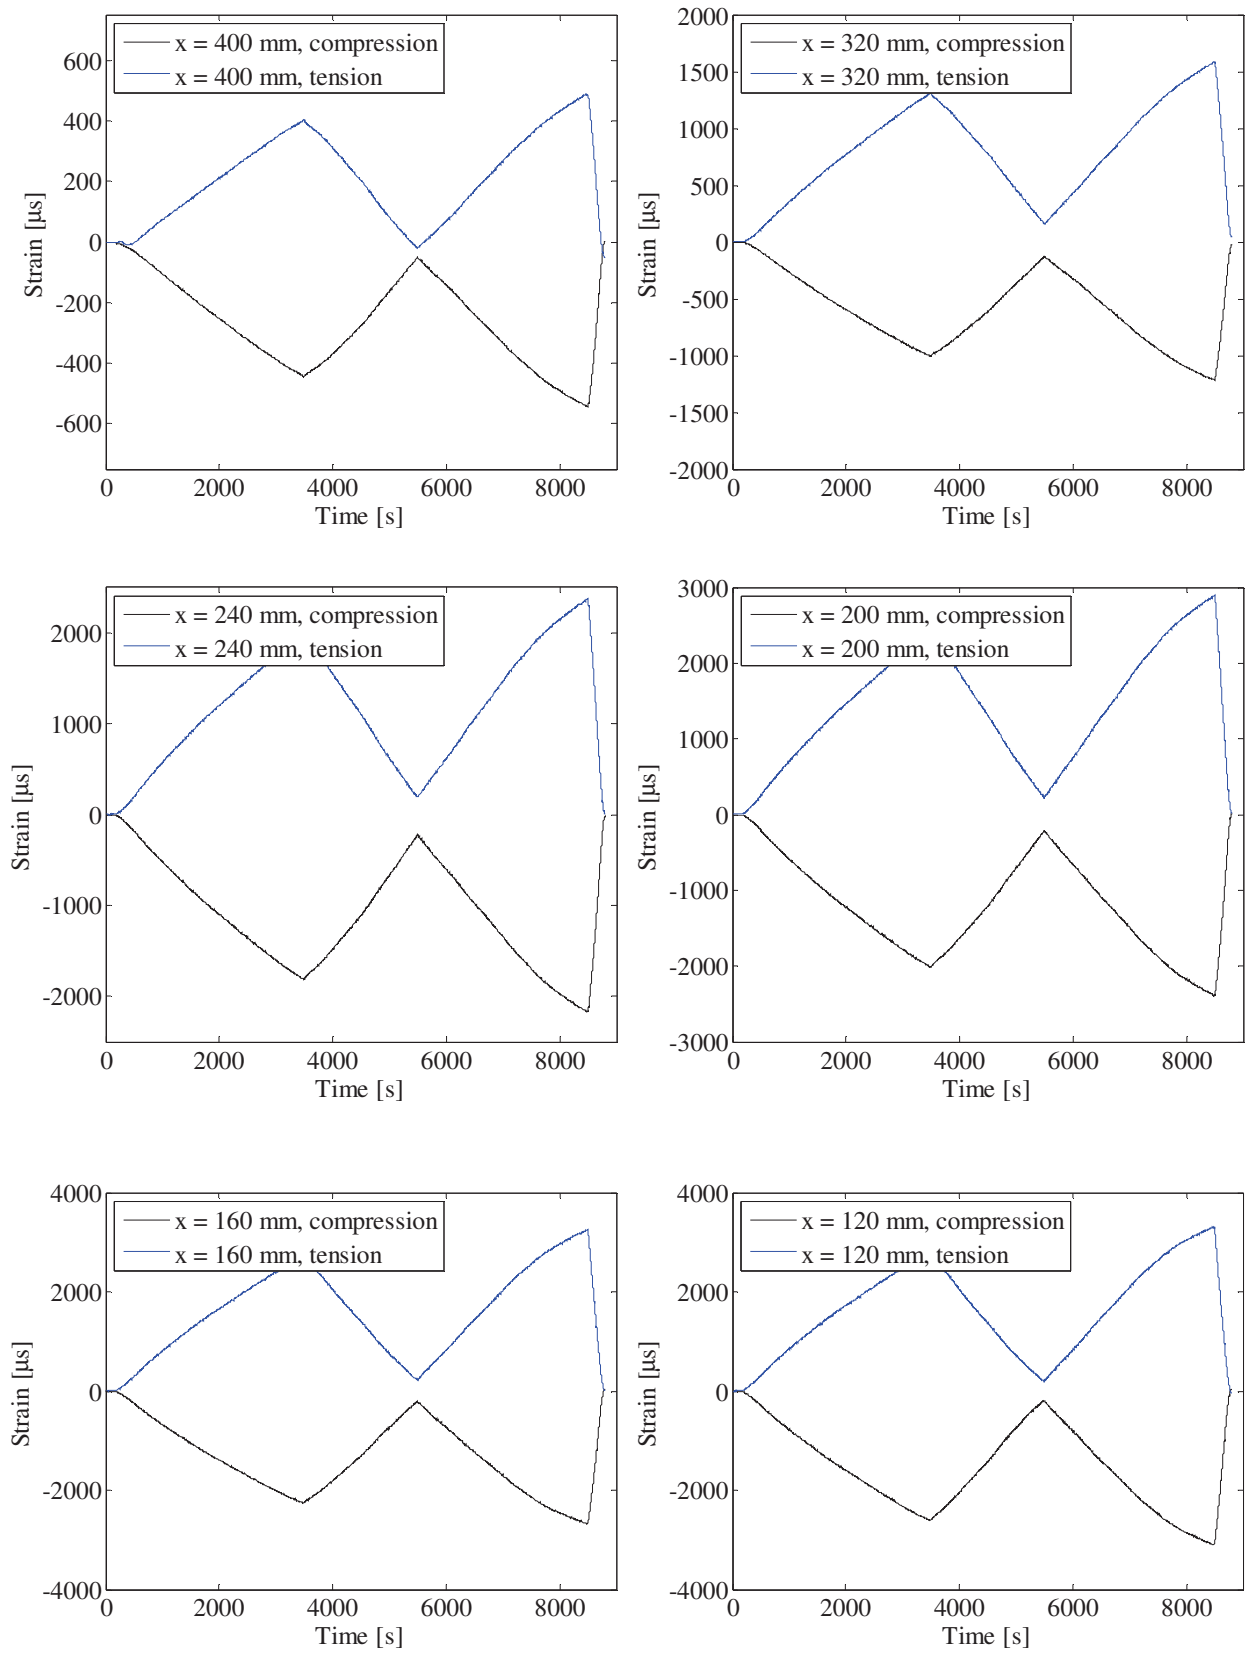 x = 400 mm, compression
x = 400 mm, tension
600
400
200
0
-200
-400
-600
Strain [μs]
0 2000 4000 6000 8000
Time [s]
x = 320 mm, compression
x = 320 mm, tension
2000
1500
1000
500
0
-500
-1000
-1500
-2000
Strain [μs]
0 2000 4000 6000 8000
Time [s]
x = 240 mm, compression
x = 240 mm, tension
2000
1000
0
-1000
-2000
Strain [μs]
0 2000 4000 6000 8000
Time [s]
x = 200 mm, compression
x = 200 mm, tension
3000
2000
1000
0
-1000
-2000
-3000
Strain [μs]
0 2000 4000 6000 8000
Time [s]
x = 160 mm, compression
x = 160 mm, tension
4000
2000
0
-2000
-4000
Strain [μs]
0 2000 4000 6000 8000
Time [s]
x = 120 mm, compression
x = 120 mm, tension
4000
2000
0
-2000
-4000
Strain [μs]
0 2000 4000 6000 8000
Time [s]